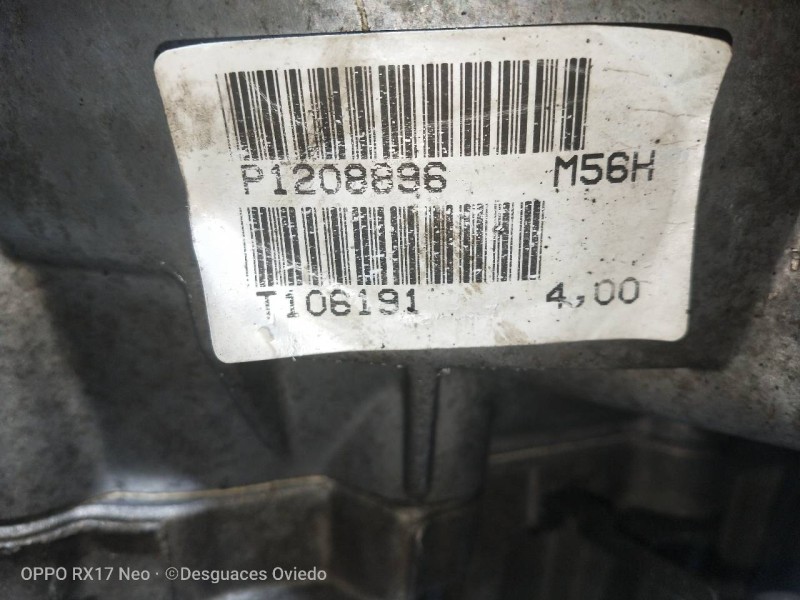 P1208896 M56H
T106191 4,00
OPPO RX17 Neo · ©Desguaces Oviedo